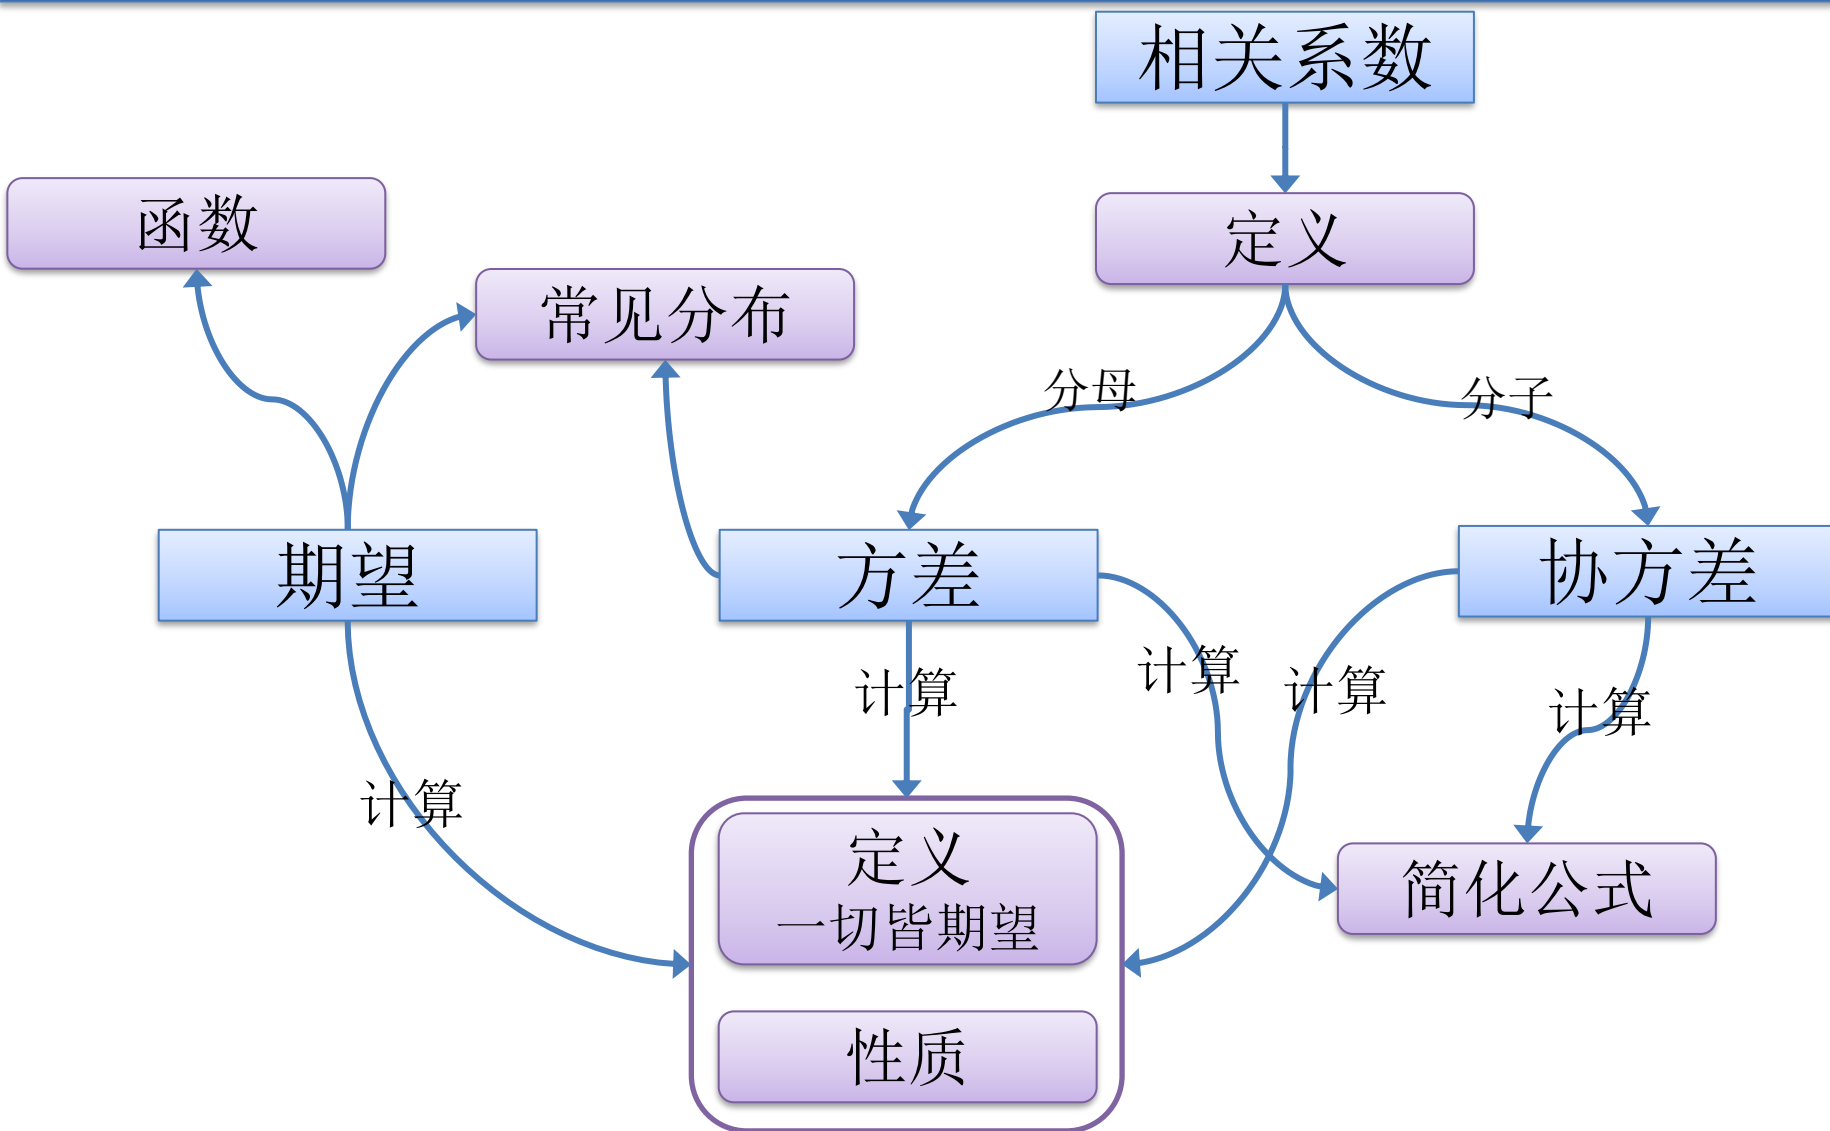 相关系数
函数
定义
常见分布
分母
分子
期望
方差
协方差
计算
计算
计算
计算
计算
定义
一切皆期望
简化公式
性质